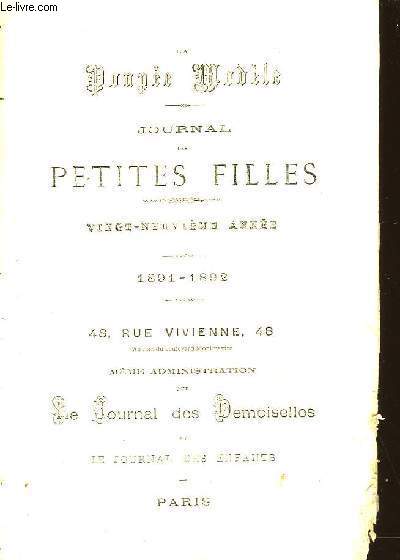 Le-Livre.com
LA
Poupée Modèle
JOURNAL
DES
PETITES FILLES
VINGT-NEUVIÈME ANNÉE
1891-1892
48, RUE VIVIENNE, 48
MÊME ADMINISTRATION
QUE
Le Journal des Demoiselles
ET
LE JOURNAL DES ENFANTS
PARIS